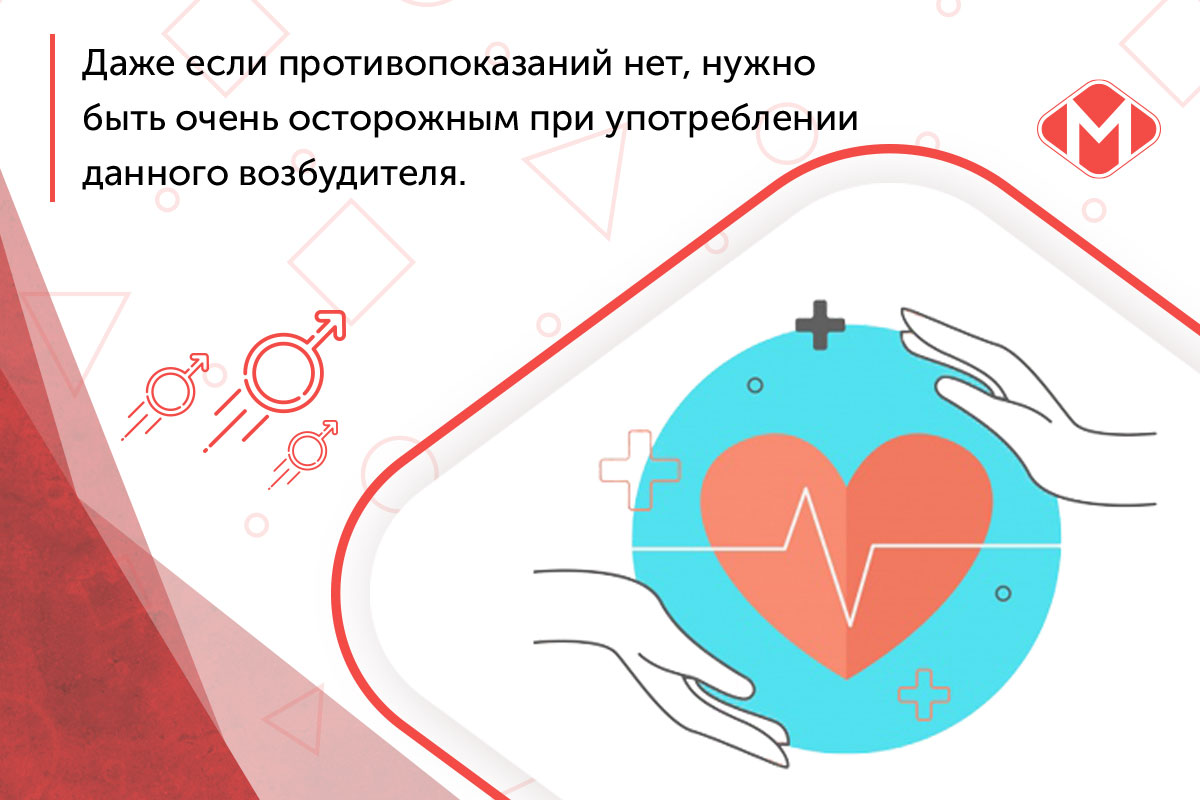 Даже если противопоказаний нет, нужно
быть очень осторожным при употреблении
данного возбудителя.
М